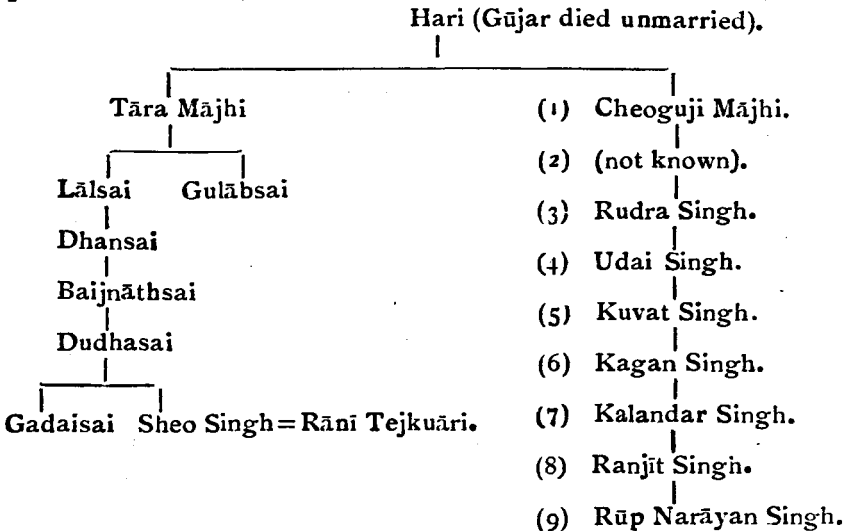 Hari (Gūjar died unmarried).
Tāra Mājhi
(1) Cheoguji Mājhi.
(2) (not known).
Lālsai Gulābsai
(3) Rudra Singh.
Dhansai
(4) Udai Singh.
Baijnāthsai
(5) Kuvat Singh.
Dudhasai
(6) Kagan Singh.
Gadaisai Sheo Singh=Rānī Tejkuāri.
(7) Kalandar Singh.
(8) Ranjīt Singh.
(9) Rūp Narāyan Singh.